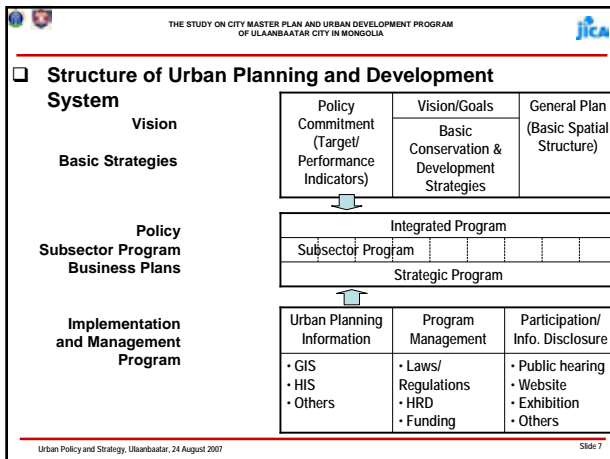 THE STUDY ON CITY MASTER PLAN AND URBAN DEVELOPMENT PROGRAM
OF ULAANBAATAR CITY IN MONGOLIA
jica
Structure of Urban Planning and Development
System
Vision
Basic Strategies
Policy
Commitment
(Target/
Performance
Indicators)
Vision/Goals
Basic
Conservation &
Development
Strategies
General Plan
(Basic Spatial
Structure)
Policy
Subsector Program
Business Plans
Integrated Program
Subsector Program
Strategic Program
Implementation
and Management
Program
Urban Planning
Information
• GIS
• HIS
• Others
Program
Management
• Laws/
Regulations
• HRD
• Funding
Participation/
Info. Disclosure
• Public hearing
• Website
• Exhibition
• Others
Urban Policy and Strategy, Ulaanbaatar, 24 August 2007
Slide 7